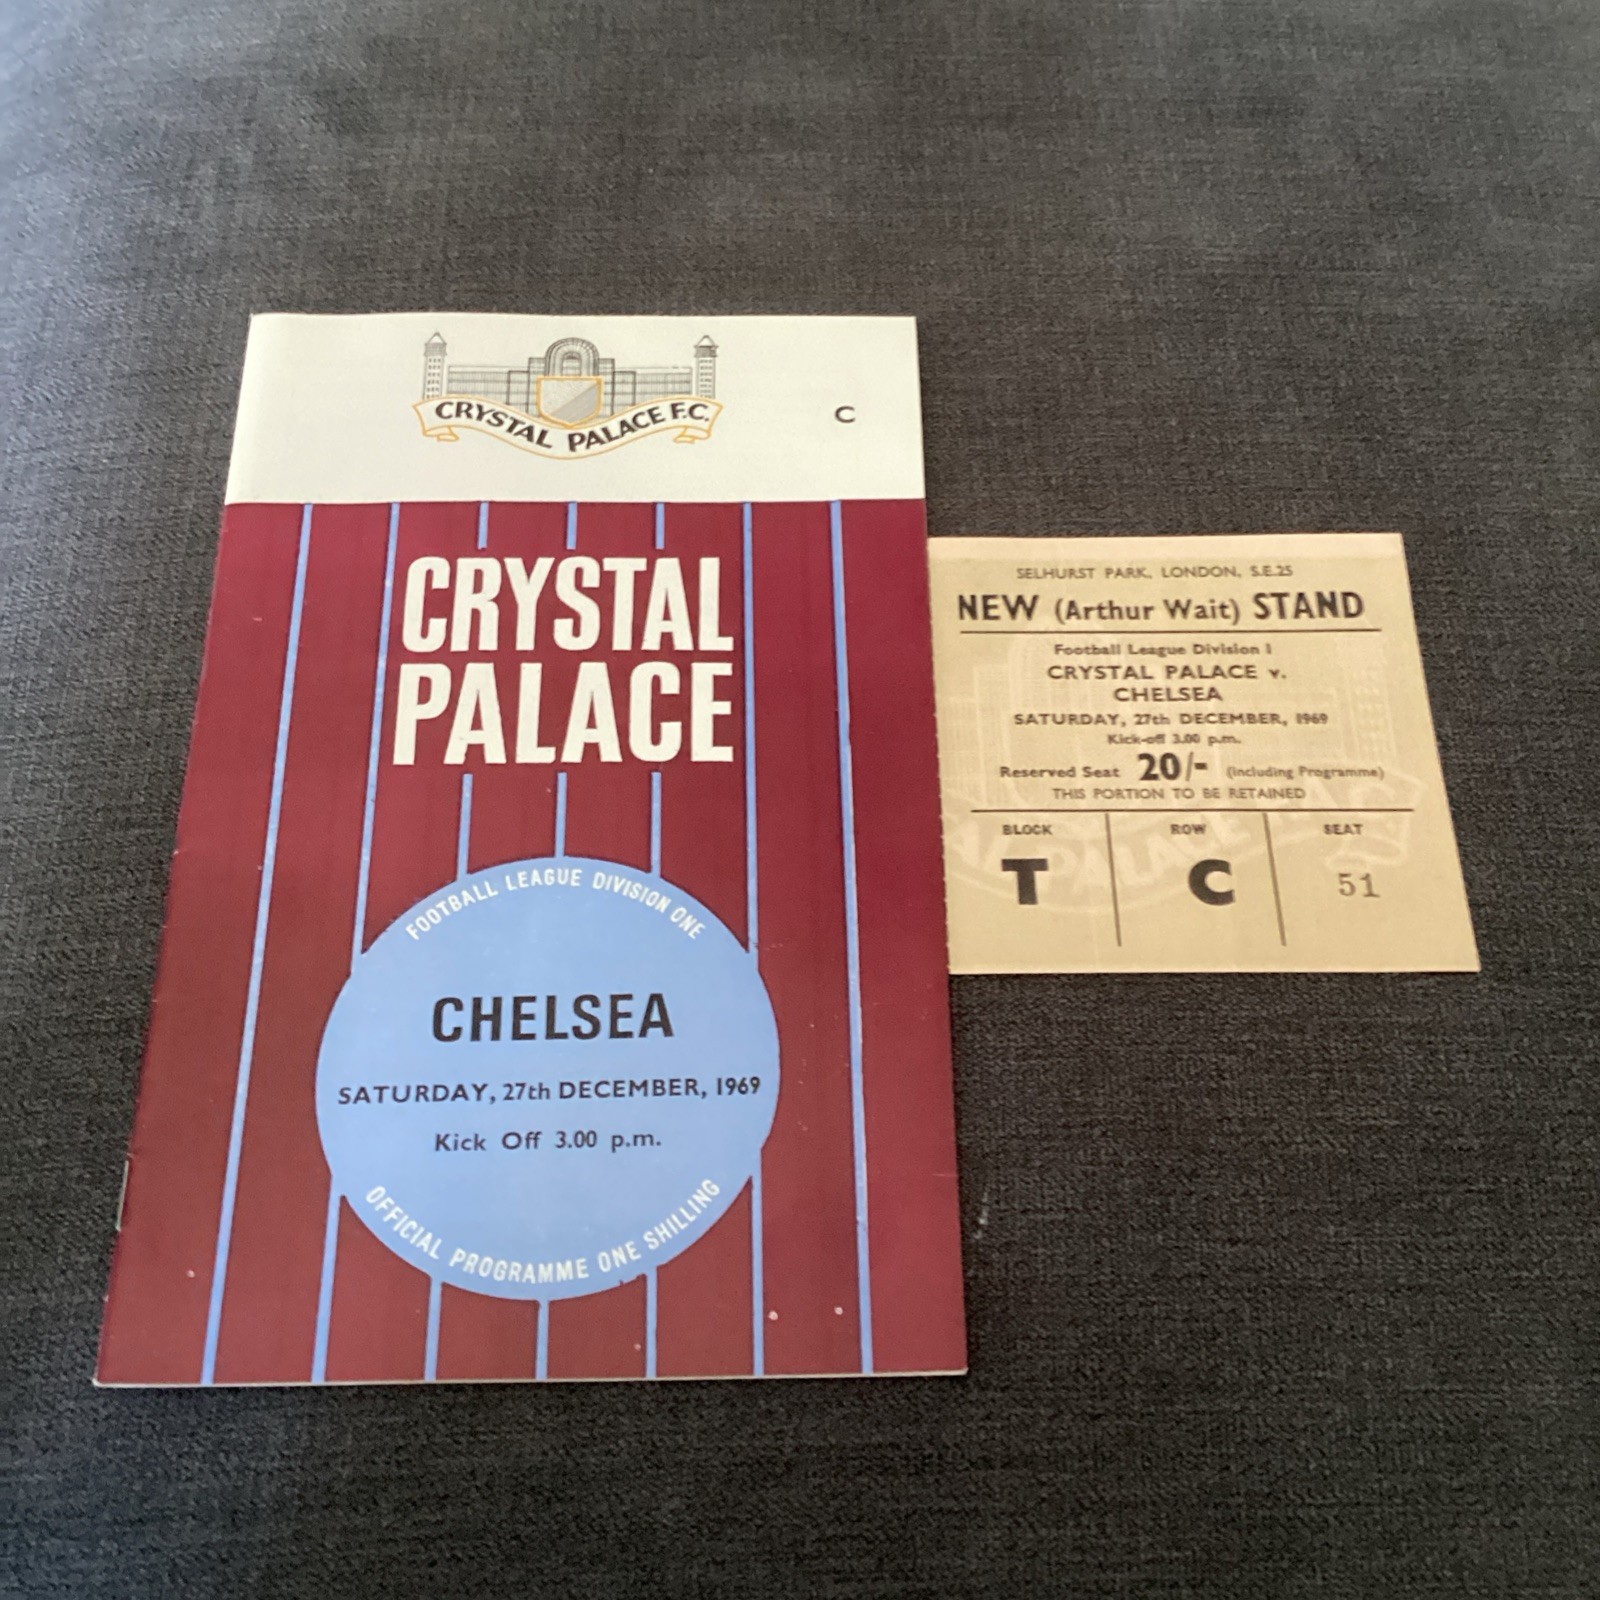 CRYSTAL PALACE F.C.
C
CRYSTAL
PALACE
FOOTBALL LEAGUE DIVISION ONE
CHELSEA
SATURDAY, 27th DECEMBER, 1969
Kick Off 3.00 p.m.
OFFICIAL PROGRAMME ONE SHILLING
SELHURST PARK, LONDON, S.E.25
NEW (Arthur Wait) STAND
Football League Division 1
CRYSTAL PALACE v.
CHELSEA
SATURDAY, 27th DECEMBER, 1969
Kick-off 3.00 p.m.
Reserved Seat 20/- (including Programme)
THIS PORTION TO BE RETAINED
BLOCK ROW SEAT
T C 51